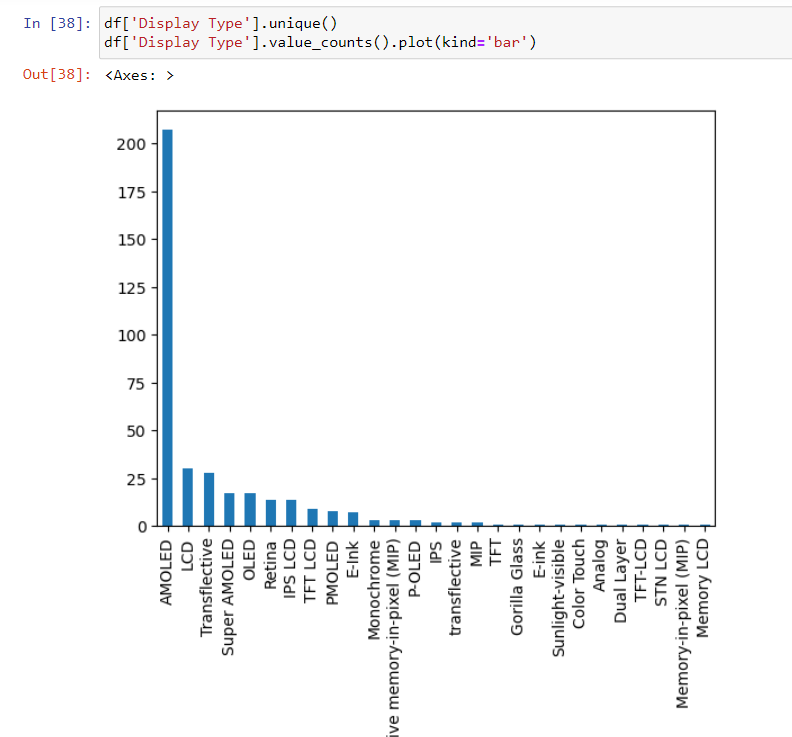 In [38]: df['Display Type'].unique()
df['Display Type'].value_counts().plot(kind='bar')
Out[38]: <Axes: >
200
175
150
125
100
75
50
25
0
AMOLED
LCD
Transflective
Super AMOLED
OLED
Retina
IPS LCD
TFT LCD
PMOLED
E-Ink
Monochrome
memory-in-pixel (MIP)
P-OLED
IPS
transflective
MIP
TFT
Gorilla Glass
E-ink
Sunlight-visible
Color Touch
Analog
Dual Layer
TFT-LCD
STN LCD
Memory-in-pixel (MIP)
Memory LCD